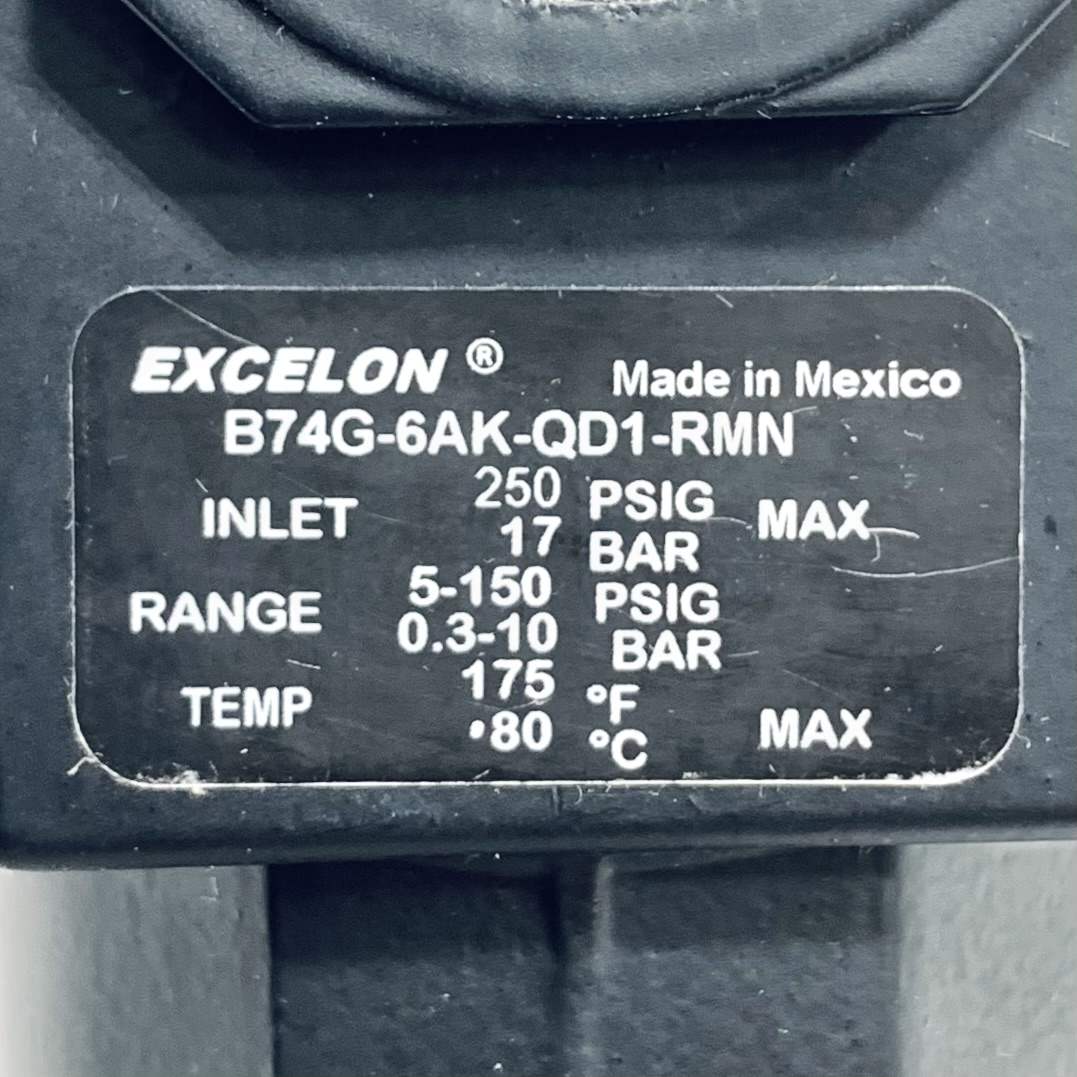 EXCELON ® Made in Mexico
B74G-6AK-QD1-RMN
INLET 250 PSIG MAX
17 BAR
RANGE 5-150 PSIG
0.3-10 BAR
TEMP 175 °F MAX
•80 °C